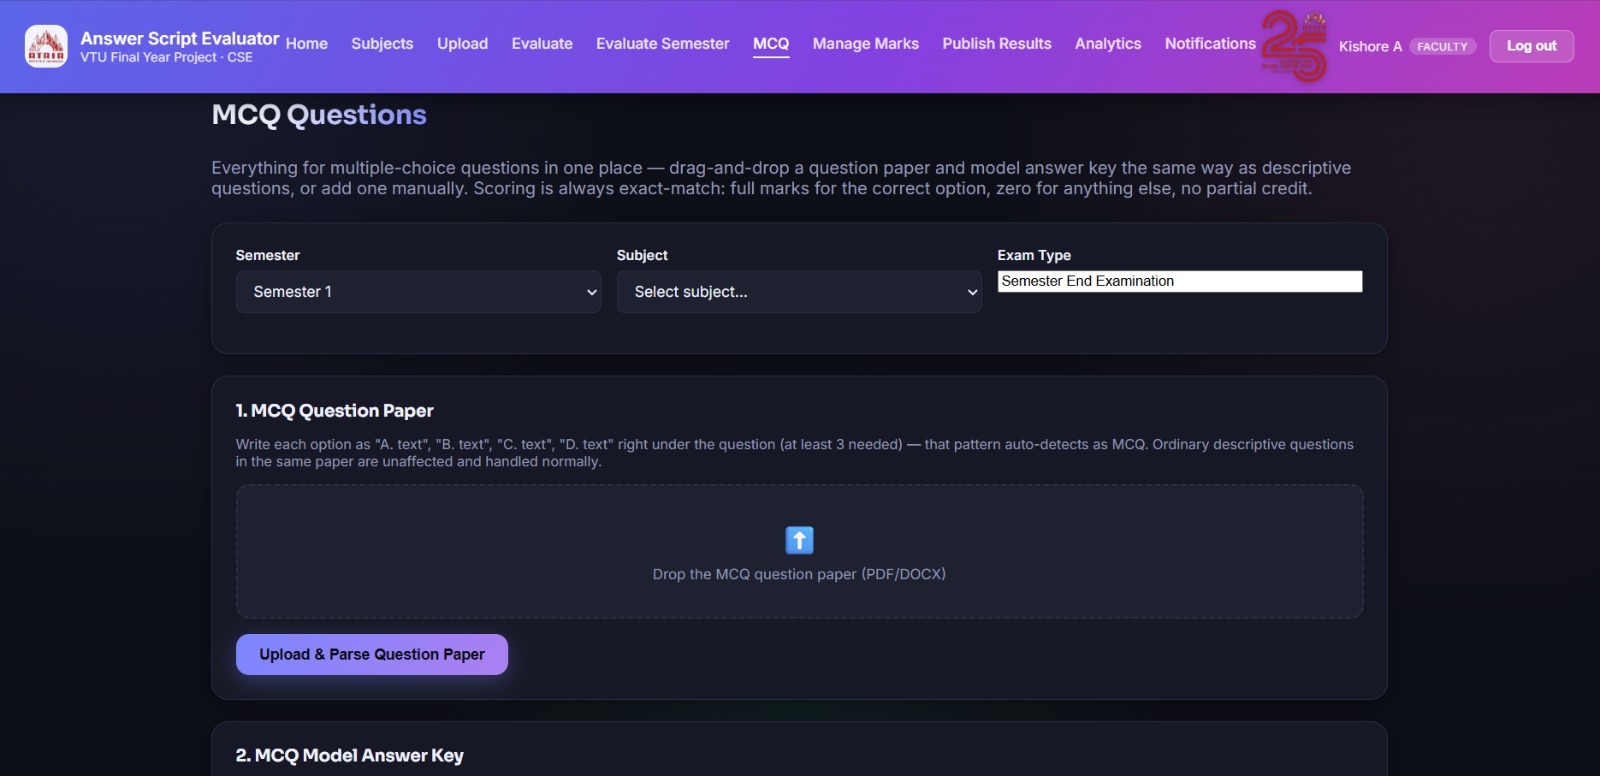 Answer Script Evaluator
VTU Final Year Project · CSE
Home Subjects Upload Evaluate Evaluate Semester MCQ Manage Marks Publish Results Analytics Notifications
25
Kishore A FACULTY Log out
ATRIA
MCQ Questions
Everything for multiple-choice questions in one place — drag-and-drop a question paper and model answer key the same way as descriptive
questions, or add one manually. Scoring is always exact-match: full marks for the correct option, zero for anything else, no partial credit.
Semester Subject Exam Type
Semester 1 Select subject... Semester End Examination
1. MCQ Question Paper
Write each option as "A. text", "B. text", "C. text", "D. text" right under the question (at least 3 needed) — that pattern auto-detects as MCQ. Ordinary descriptive questions
in the same paper are unaffected and handled normally.
Drop the MCQ question paper (PDF/DOCX)
Upload & Parse Question Paper
2. MCQ Model Answer Key